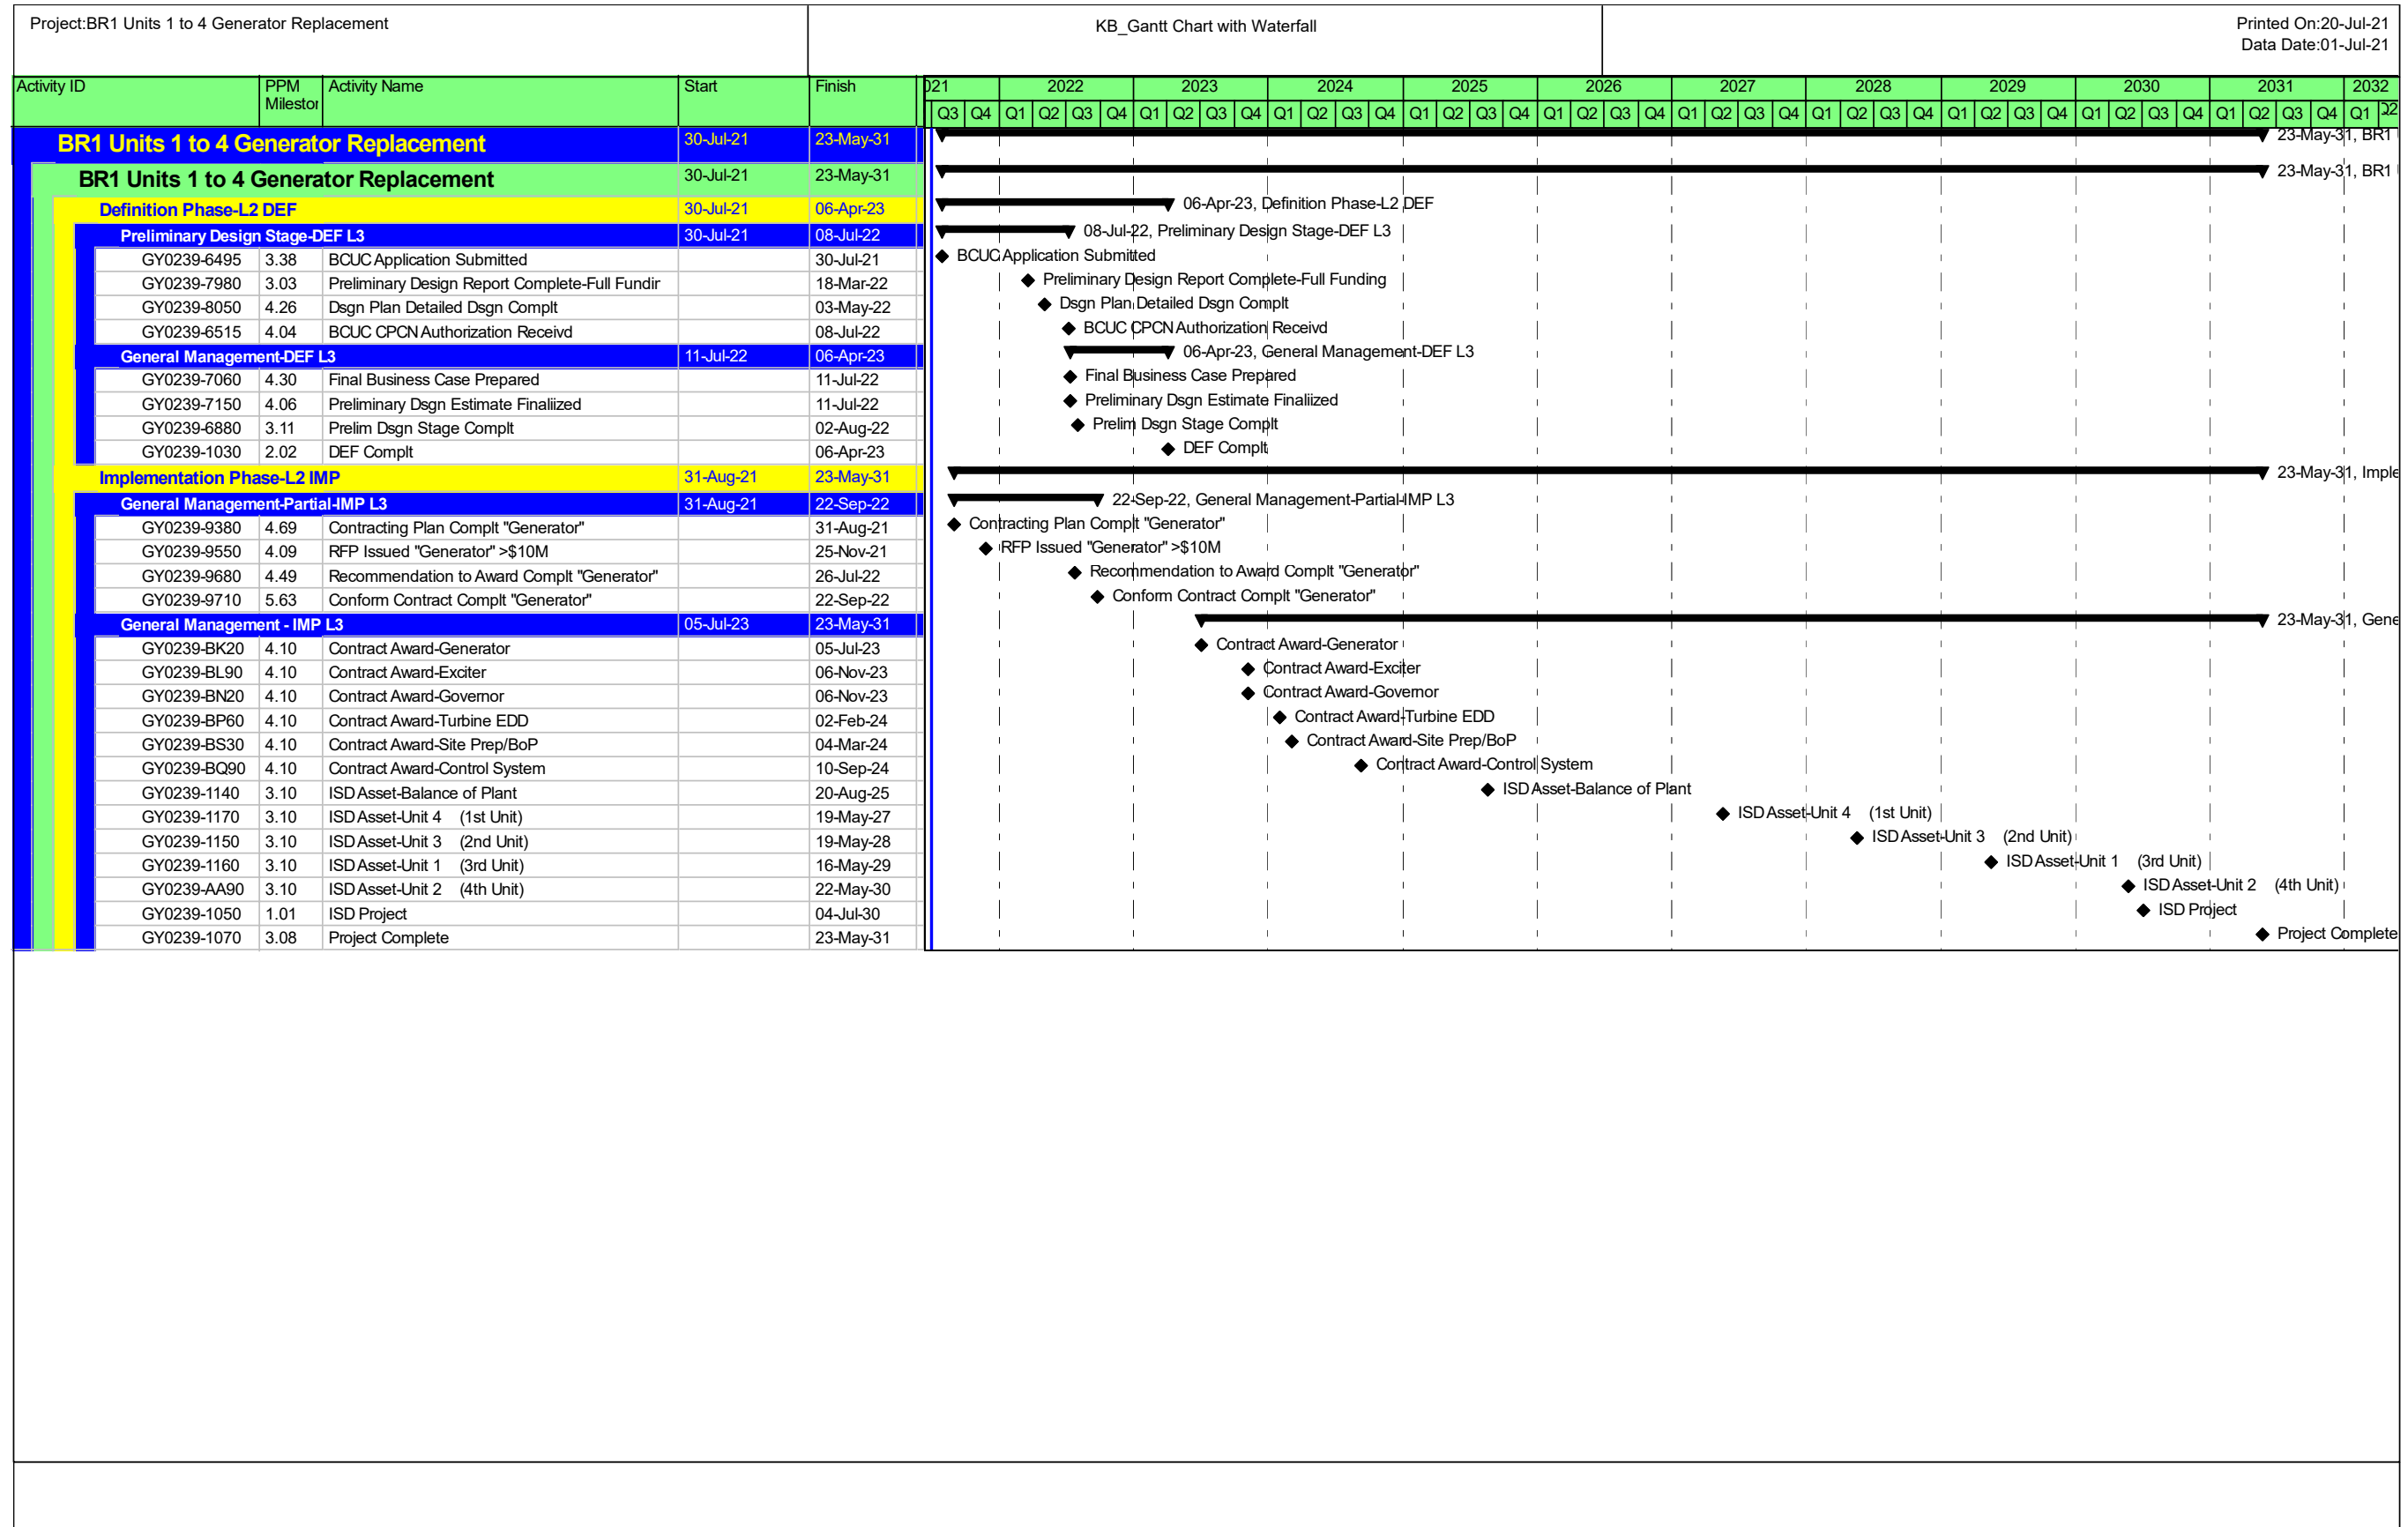 Project:BR1 Units 1 to 4 Generator Replacement
KB_Gantt Chart with Waterfall
Printed On:20-Jul-21
Data Date:01-Jul-21
Activity ID PPM Milestor Activity Name Start Finish 021 2022 2023 2024 2025 2026 2027 2028 2029 2030 2031 2032
Q3 Q4 Q1 Q2 Q3 Q4 Q1 Q2 Q3 Q4 Q1 Q2 Q3 Q4 Q1 Q2 Q3 Q4 Q1 Q2 Q3 Q4 Q1 Q2 Q3 Q4 Q1 Q2 Q3 Q4 Q1 Q2 Q3 Q4 Q1 Q2 Q3 Q4 Q1 Q2 Q3 Q4 Q1 Q2
BR1 Units 1 to 4 Generator Replacement 30-Jul-21 23-May-31 23-May-31, BR1
BR1 Units 1 to 4 Generator Replacement 30-Jul-21 23-May-31 23-May-31, BR1
Definition Phase-L2 DEF 30-Jul-21 06-Apr-23 06-Apr-23, Definition Phase-L2 DEF
Preliminary Design Stage-DEF L3 30-Jul-21 08-Jul-22 08-Jul-22, Preliminary Design Stage-DEF L3
GY0239-6495 3.38 BCUC Application Submitted 30-Jul-21 BCUC Application Submitted
GY0239-7980 3.03 Preliminary Design Report Complete-Full Fundir 18-Mar-22 Preliminary Design Report Complete-Full Funding
GY0239-8050 4.26 Dsgn Plan Detailed Dsgn Complt 03-May-22 Dsgn Plan Detailed Dsgn Complt
GY0239-6515 4.04 BCUC CPCN Authorization Receivd 08-Jul-22 BCUC CPCN Authorization Receivd
General Management-DEF L3 11-Jul-22 06-Apr-23 06-Apr-23, General Management-DEF L3
GY0239-7060 4.30 Final Business Case Prepared 11-Jul-22 Final Business Case Prepared
GY0239-7150 4.06 Preliminary Dsgn Estimate Finaliized 11-Jul-22 Preliminary Dsgn Estimate Finaliized
GY0239-6880 3.11 Prelim Dsgn Stage Complt 02-Aug-22 Prelim Dsgn Stage Complt
GY0239-1030 2.02 DEF Complt 06-Apr-23 DEF Complt
Implementation Phase-L2 IMP 31-Aug-21 23-May-31 23-May-31, Imple
General Management-Partial-IMP L3 31-Aug-21 22-Sep-22 22-Sep-22, General Management-Partial-IMP L3
GY0239-9380 4.69 Contracting Plan Complt "Generator" 31-Aug-21 Contracting Plan Complt "Generator"
GY0239-9550 4.09 RFP Issued "Generator" >$10M 25-Nov-21 RFP Issued "Generator" >$10M
GY0239-9680 4.49 Recommendation to Award Complt "Generator" 26-Jul-22 Recommendation to Award Complt "Generator"
GY0239-9710 5.63 Conform Contract Complt "Generator" 22-Sep-22 Conform Contract Complt "Generator"
General Management - IMP L3 05-Jul-23 23-May-31 23-May-31, Gene
GY0239-BK20 4.10 Contract Award-Generator 05-Jul-23 Contract Award-Generator
GY0239-BL90 4.10 Contract Award-Exciter 06-Nov-23 Contract Award-Exciter
GY0239-BN20 4.10 Contract Award-Governor 06-Nov-23 Contract Award-Governor
GY0239-BP60 4.10 Contract Award-Turbine EDD 02-Feb-24 Contract Award-Turbine EDD
GY0239-BS30 4.10 Contract Award-Site Prep/BoP 04-Mar-24 Contract Award-Site Prep/BoP
GY0239-BQ90 4.10 Contract Award-Control System 10-Sep-24 Contract Award-Control System
GY0239-1140 3.10 ISD Asset-Balance of Plant 20-Aug-25 ISD Asset-Balance of Plant
GY0239-1170 3.10 ISD Asset-Unit 4 (1st Unit) 19-May-27 ISD Asset-Unit 4 (1st Unit)
GY0239-1150 3.10 ISD Asset-Unit 3 (2nd Unit) 19-May-28 ISD Asset-Unit 3 (2nd Unit)
GY0239-1160 3.10 ISD Asset-Unit 1 (3rd Unit) 16-May-29 ISD Asset-Unit 1 (3rd Unit)
GY0239-AA90 3.10 ISD Asset-Unit 2 (4th Unit) 22-May-30 ISD Asset-Unit 2 (4th Unit)
GY0239-1050 1.01 ISD Project 04-Jul-30 ISD Project
GY0239-1070 3.08 Project Complete 23-May-31 Project Complete